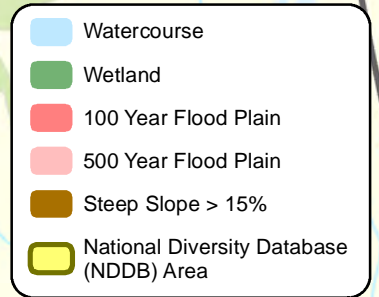 Watercourse
Wetland
100 Year Flood Plain
500 Year Flood Plain
Steep Slope > 15%
National Diversity Database
(NDDB) Area